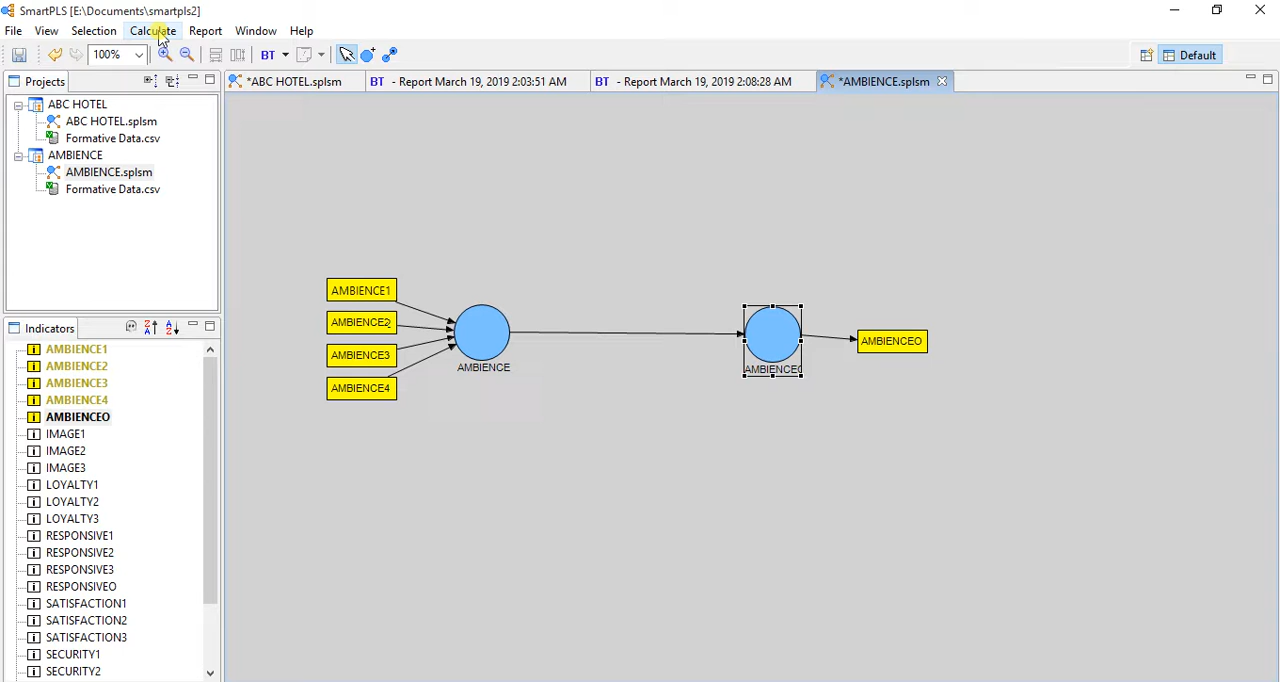 SmartPLS [E:\Documents\smartpls2]
File View Selection Calculate Report Window Help
100% BT Default
Projects
*ABC HOTEL.splsm
BT - Report March 19, 2019 2:03:51 AM
BT - Report March 19, 2019 2:08:28 AM
*AMBIENCE.splsm
ABC HOTEL
ABC HOTEL.splsm
Formative Data.csv
AMBIENCE
AMBIENCE.splsm
Formative Data.csv
Indicators
AMBIENCE1
AMBIENCE2
AMBIENCE3
AMBIENCE4
AMBIENCEO
IMAGE1
IMAGE2
IMAGE3
LOYALTY1
LOYALTY2
LOYALTY3
RESPONSIVE1
RESPONSIVE2
RESPONSIVE3
RESPONSIVEO
SATISFACTION1
SATISFACTION2
SATISFACTION3
SECURITY1
SECURITY2
AMBIENCE1
AMBIENCE2
AMBIENCE3
AMBIENCE4
AMBIENCE
AMBIENCEO
AMBIENCEO